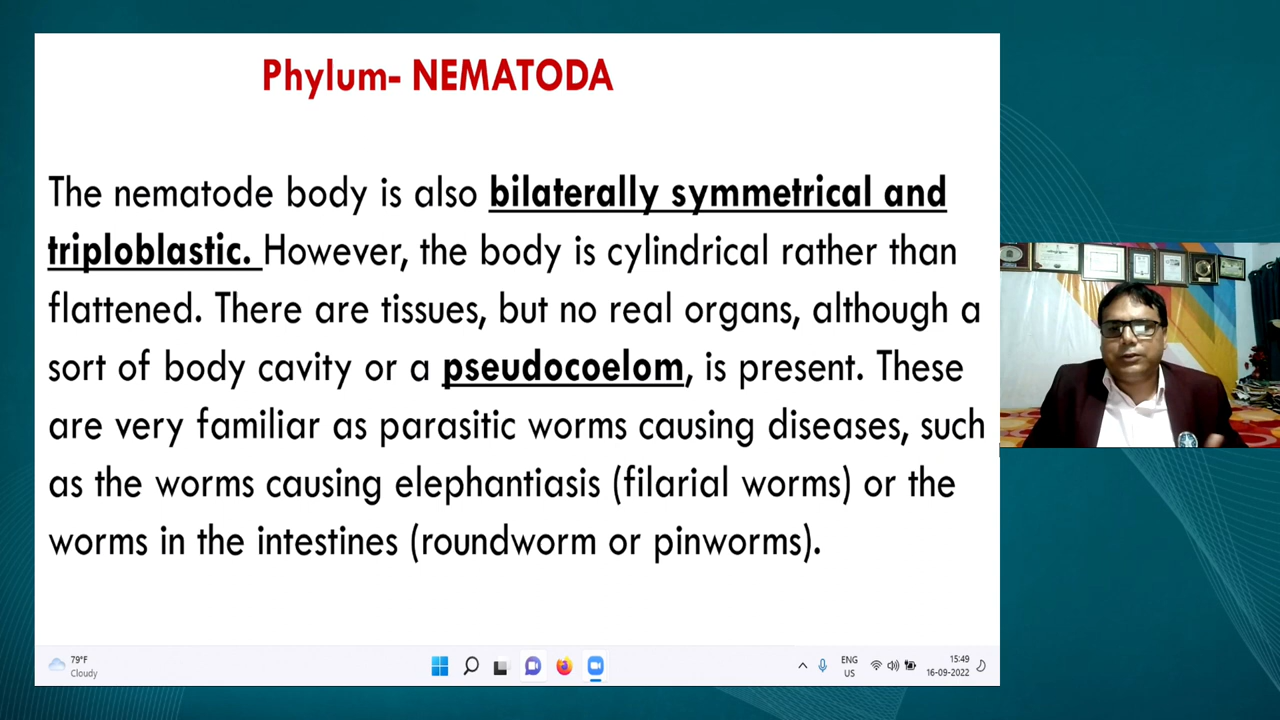 Phylum- NEMATODA
The nematode body is also bilaterally symmetrical and
triploblastic. However, the body is cylindrical rather than
flattened. There are tissues, but no real organs, although a
sort of body cavity or a pseudocoelom, is present. These
are very familiar as parasitic worms causing diseases, such
as the worms causing elephantiasis (filarial worms) or the
worms in the intestines (roundworm or pinworms).
79°F
Cloudy
ENG
US
15:49
16-09-2022